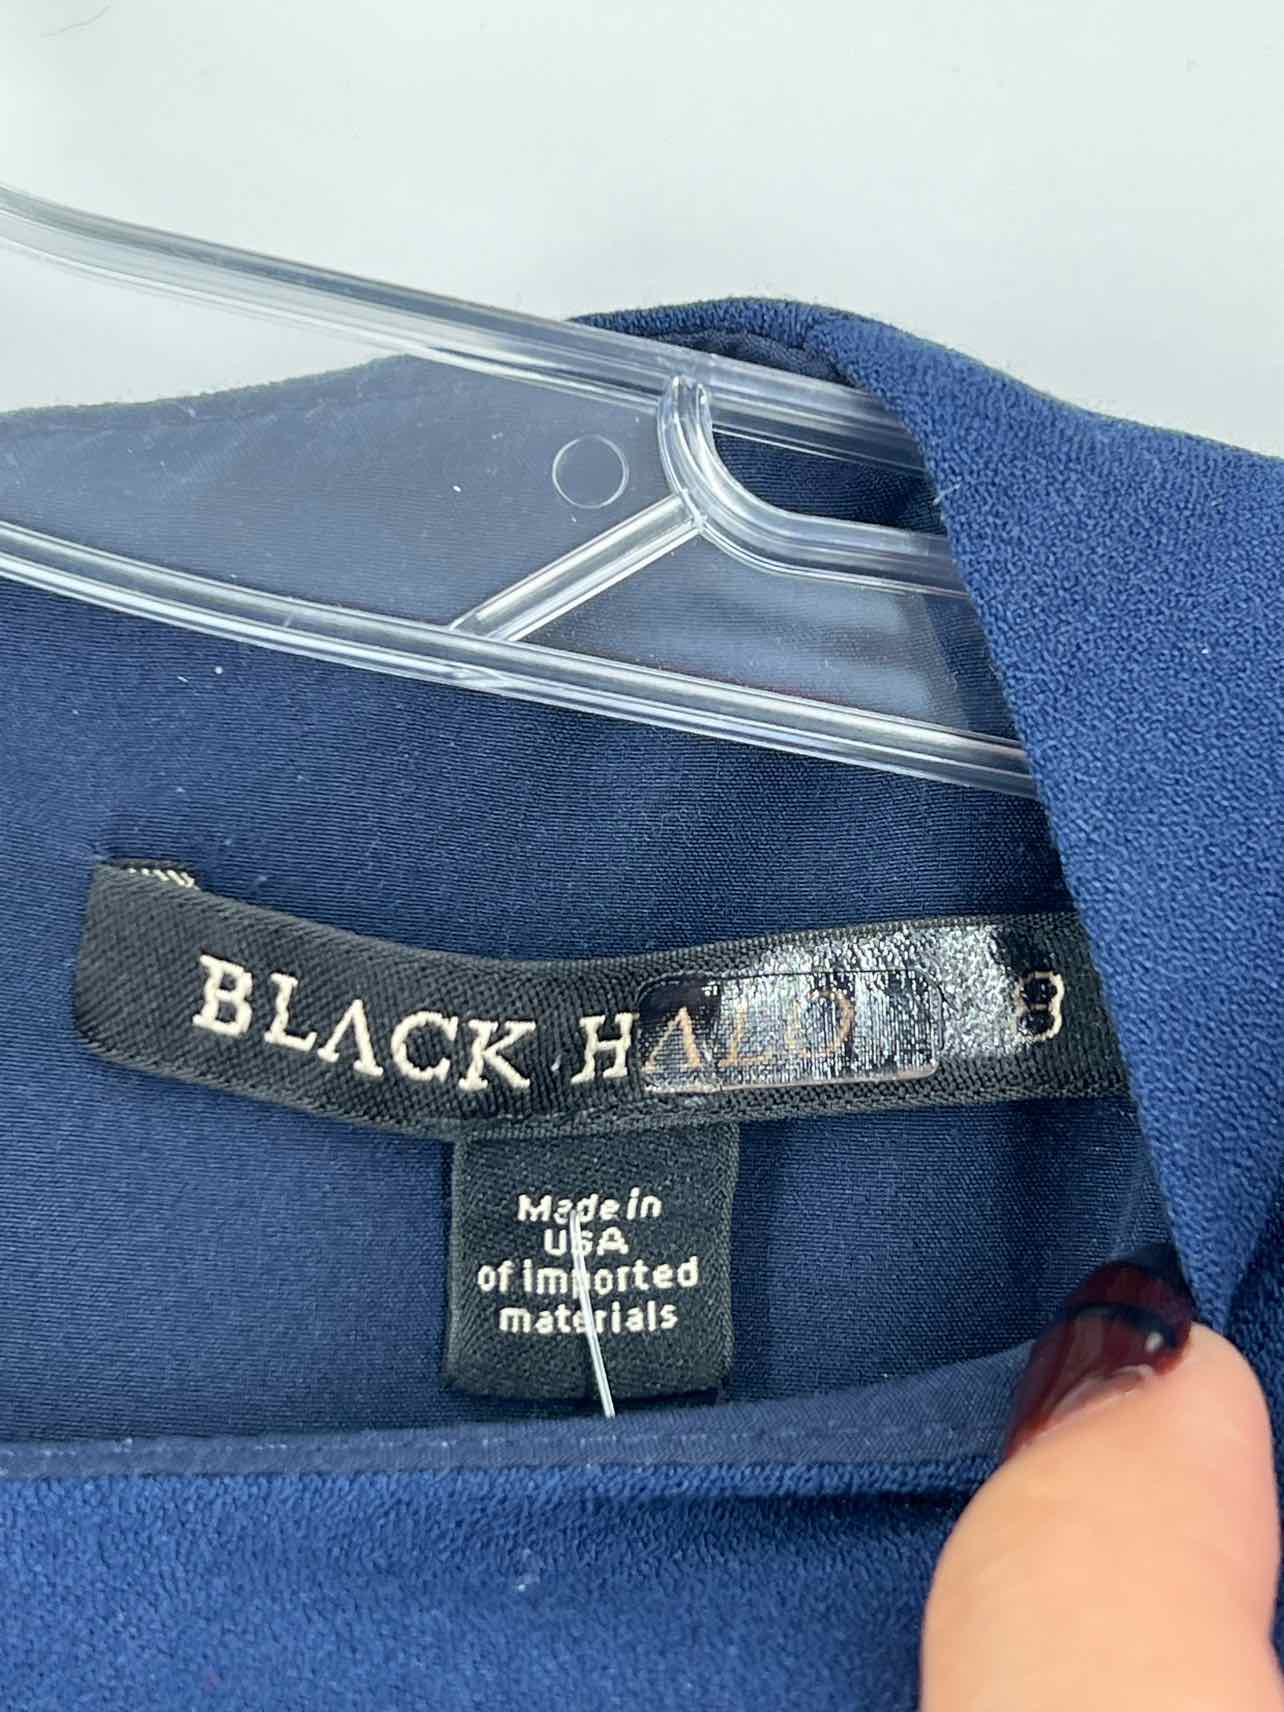 BLACK HALO 8
Made in
USA
of imported
materials